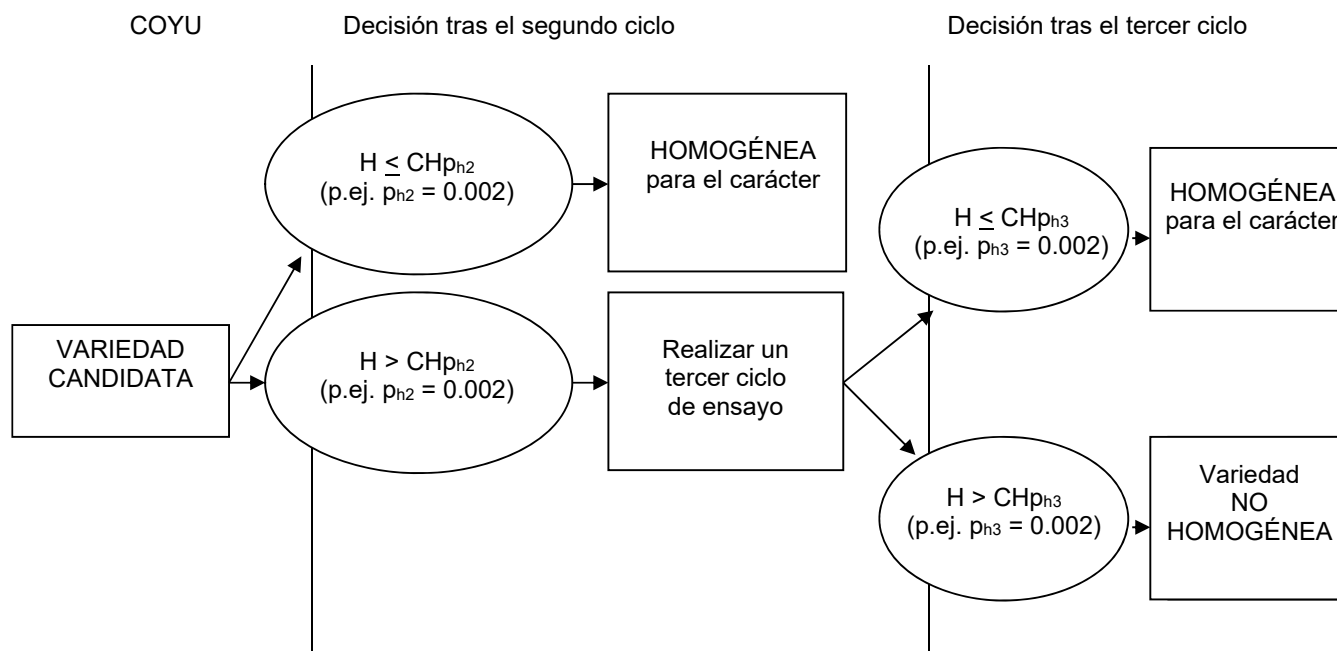 COYU
Decisión tras el segundo ciclo
Decisión tras el tercer ciclo
VARIEDAD
CANDIDATA
H ≤ CHph2
(p.ej. ph2 = 0.002)
HOMOGÉNEA
para el carácter
H > CHph2
(p.ej. ph2 = 0.002)
Realizar un
tercer ciclo
de ensayo
H ≤ CHph3
(p.ej. ph3 = 0.002)
HOMOGÉNEA
para el carácter
H > CHph3
(p.ej. ph3 = 0.002)
Variedad
NO
HOMOGÉNEA